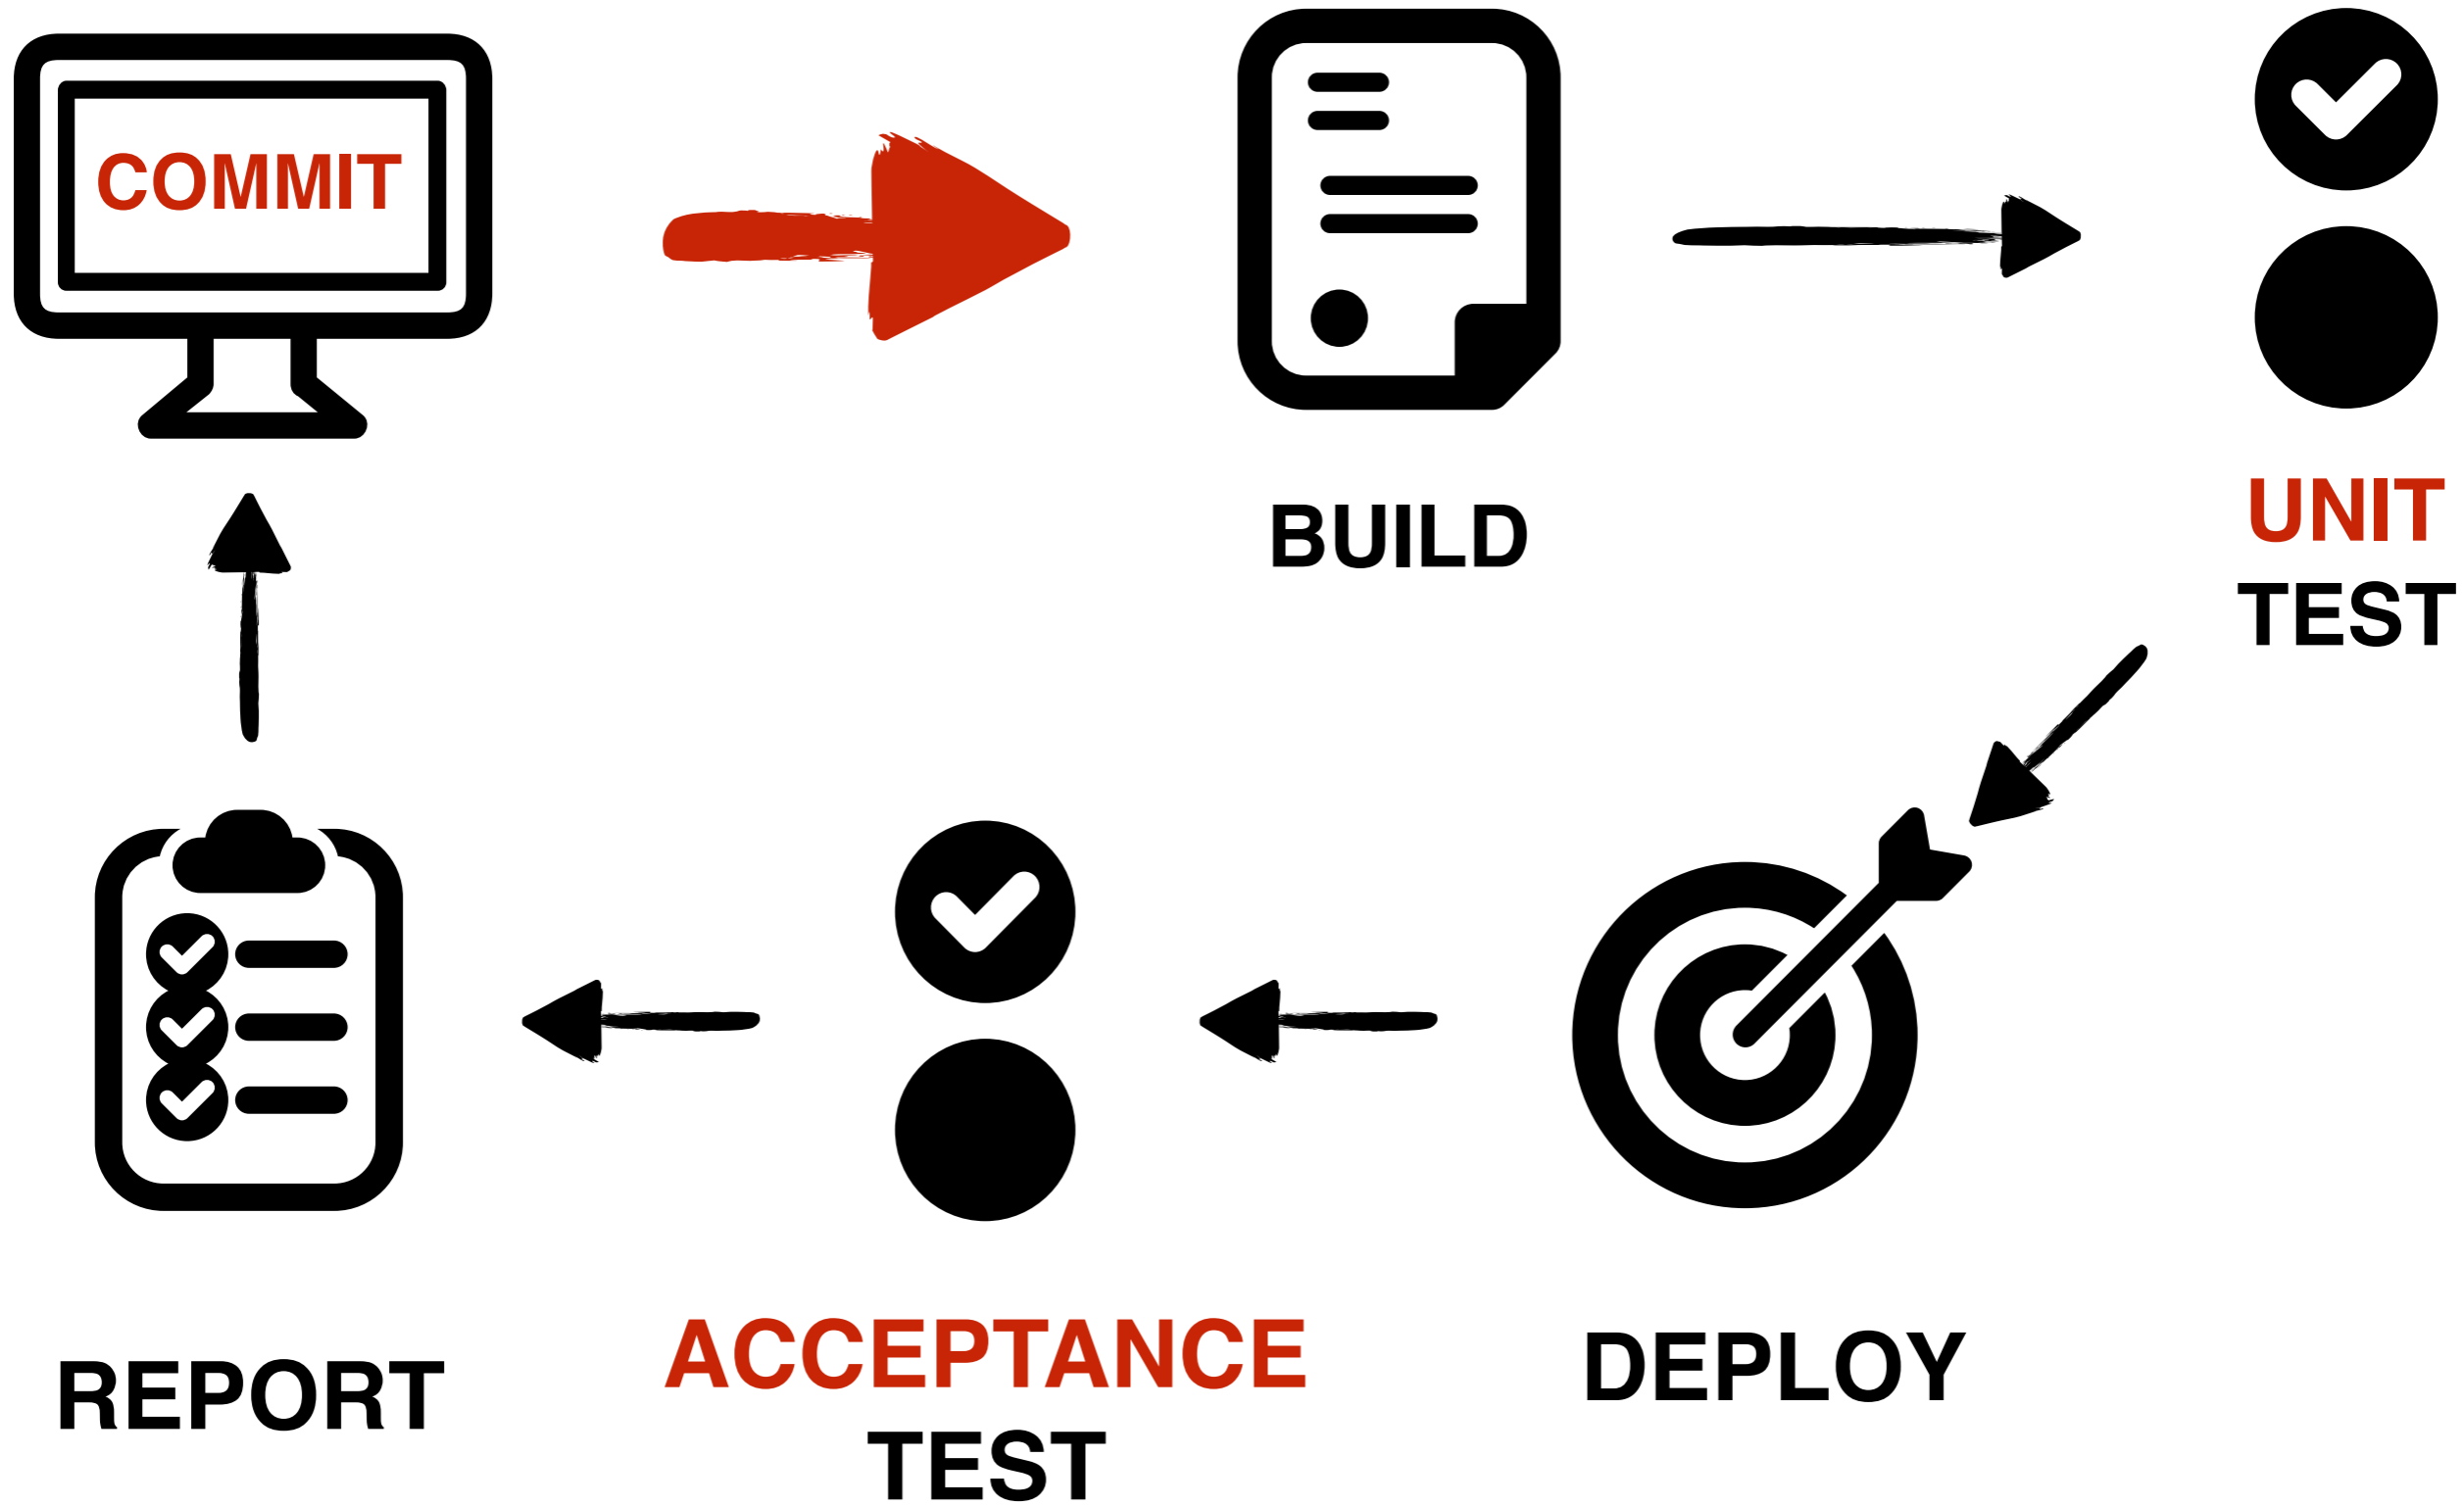 COMMIT
BUILD
UNIT
TEST
DEPLOY
ACCEPTANCE
TEST
REPORT